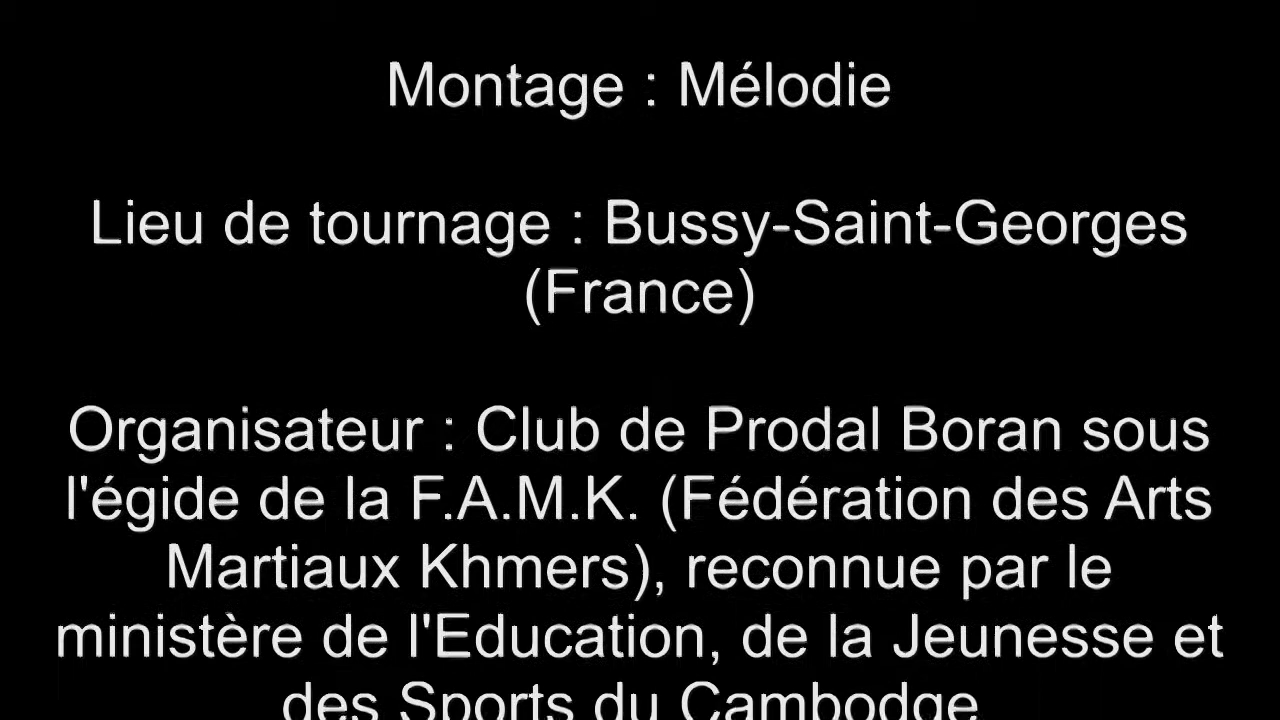 Montage : Mélodie
Lieu de tournage : Bussy-Saint-Georges
(France)
Organisateur : Club de Prodal Boran sous
l'égide de la F.A.M.K. (Fédération des Arts
Martiaux Khmers), reconnue par le
ministère de l'Education, de la Jeunesse et
des Sports du Cambodge